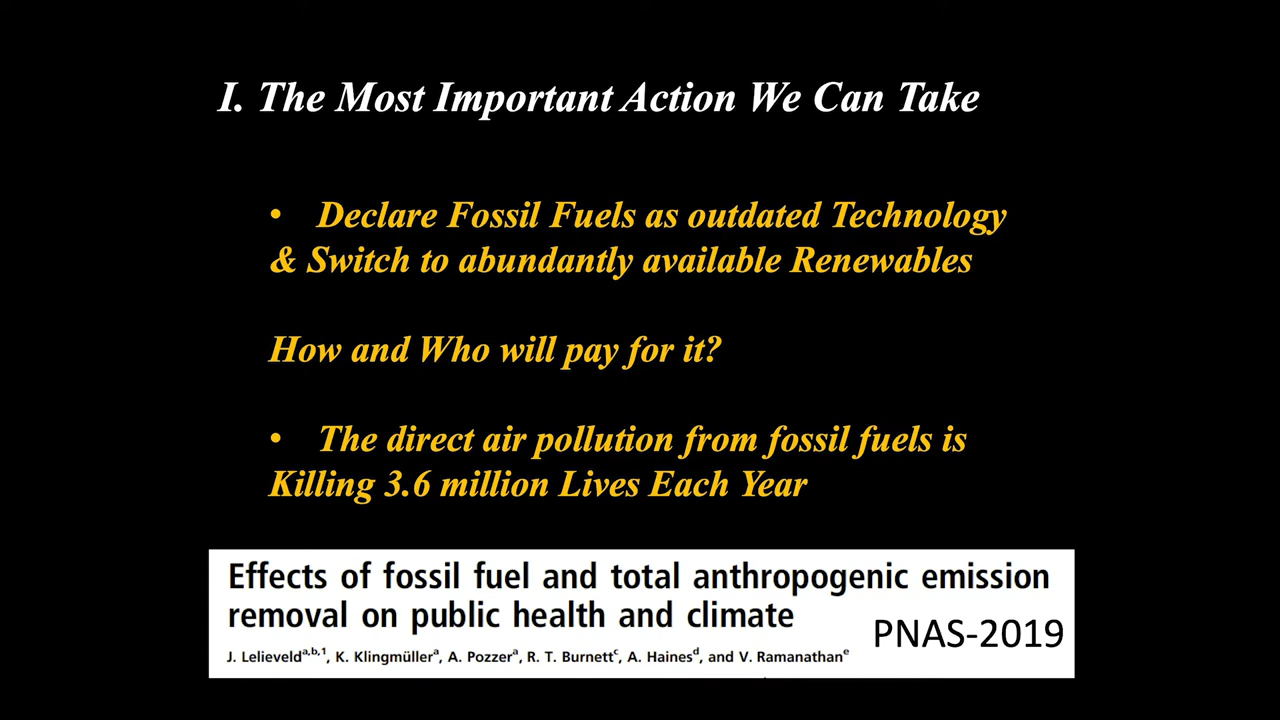 I. The Most Important Action We Can Take
• Declare Fossil Fuels as outdated Technology
& Switch to abundantly available Renewables
How and Who will pay for it?
• The direct air pollution from fossil fuels is
Killing 3.6 million Lives Each Year
Effects of fossil fuel and total anthropogenic emission
removal on public health and climate
PNAS-2019
J. Lelieveld^a,b,1, K. Klingmüller^a, A. Pozzer^a, R. T. Burnett^c, A. Haines^d, and V. Ramanathan^e